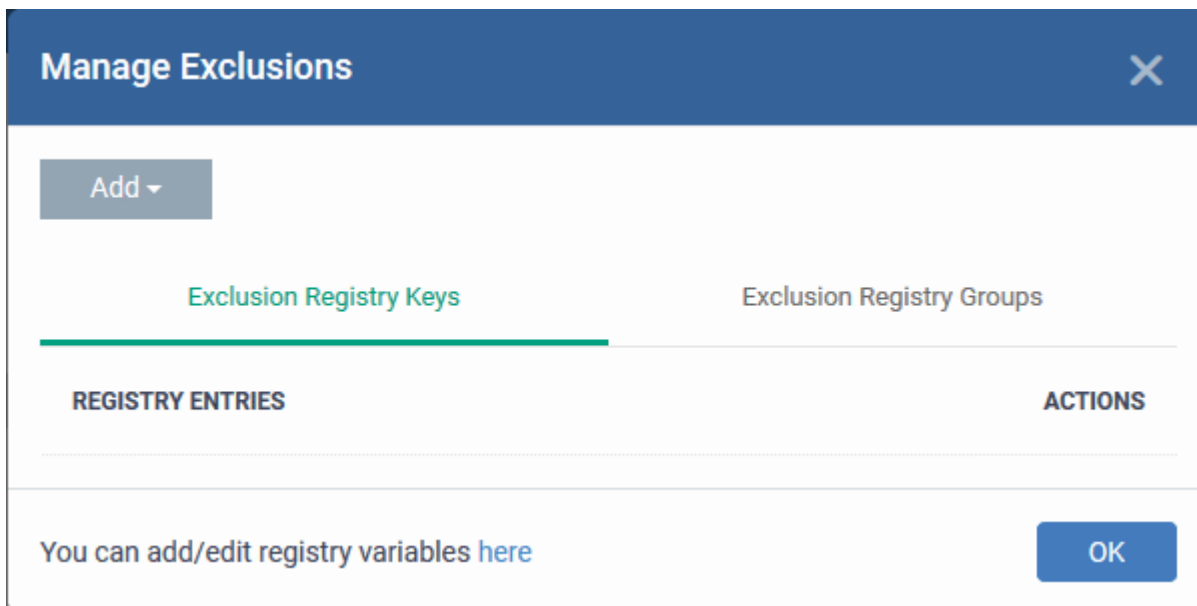 Manage Exclusions
Add
Exclusion Registry Keys
Exclusion Registry Groups
REGISTRY ENTRIES
ACTIONS
You can add/edit registry variables here
OK